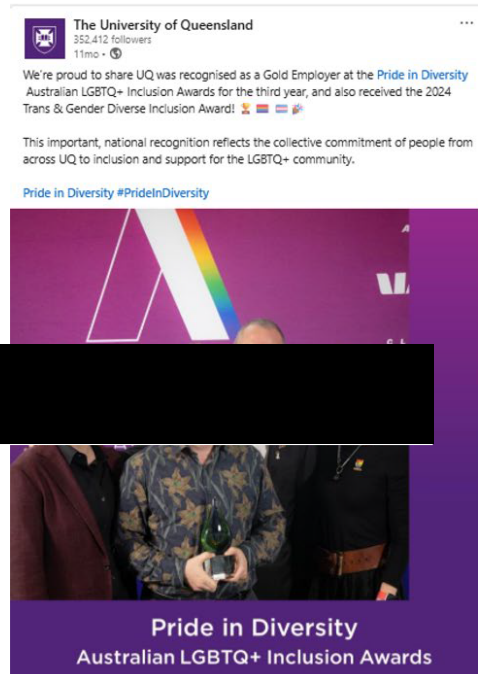 The University of Queensland
352,412 followers
11mo •
We're proud to share UQ was recognised as a Gold Employer at the Pride in Diversity
Australian LGBTQ+ Inclusion Awards for the third year, and also received the 2024
Trans & Gender Diverse Inclusion Award! 🏆 🏳️‍🌈 🏳️‍⚧️ 🎉
This important, national recognition reflects the collective commitment of people from
across UQ to inclusion and support for the LGBTQ+ community.
Pride in Diversity #PrideInDiversity
Pride in Diversity
Australian LGBTQ+ Inclusion Awards